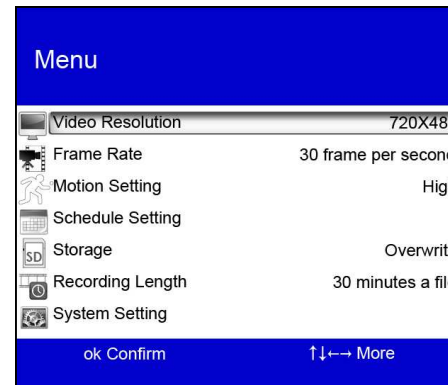 Menu
Video Resolution 720X48
Frame Rate 30 frame per secon
Motion Setting Hig
Schedule Setting
SD
Storage Overwrit
Recording Length 30 minutes a fil
System Setting
ok Confirm ↑↓←→ More